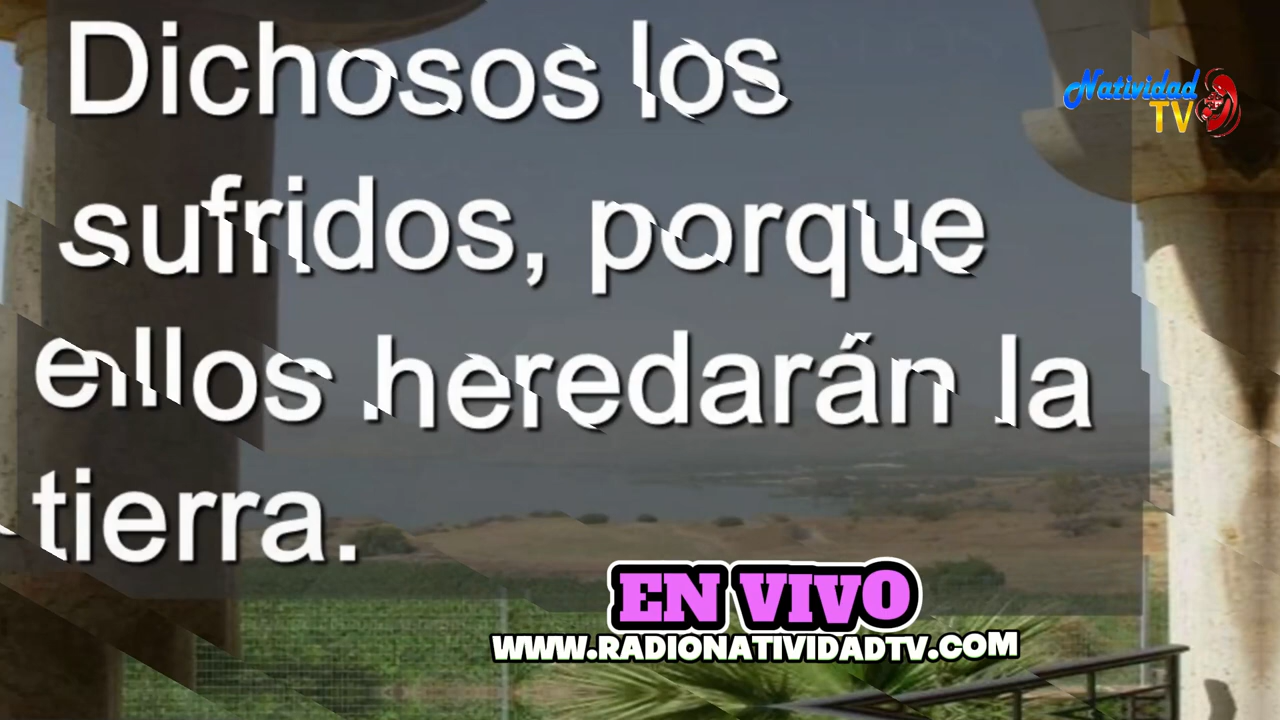 Dichosos los
sufridos, porque
ellos heredarán la
tierra.
Natividad
TV
EN VIVO
WWW.RADIONATIVIDADTV.COM